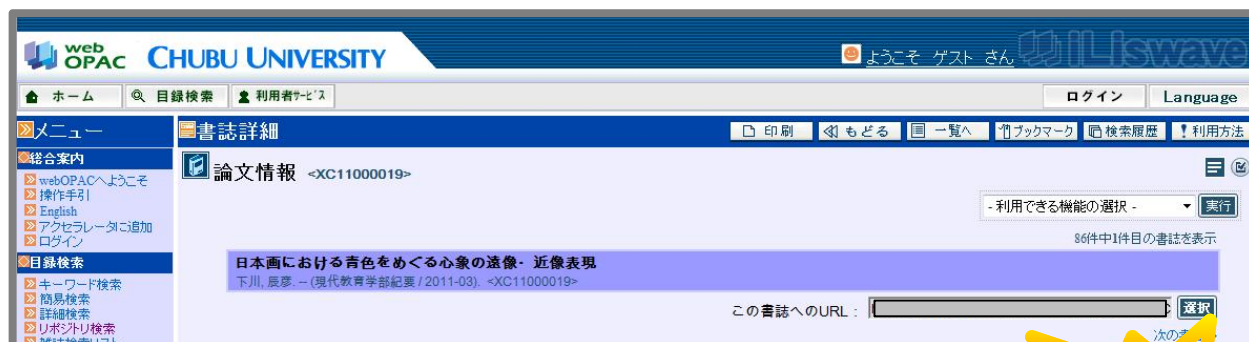 web OPAC CHUBU UNIVERSITY
ようこそ ゲスト さん iLiswave
ホーム 目録検索 利用者ｻｰﾋﾞｽ ログイン Language
メニュー
書誌詳細 印刷 もどる 一覧へ ブックマーク 検索履歴 利用方法
総合案内
webOPACへようこそ
操作手引
English
アクセラレータに追加
ログイン
論文情報 <XC11000019>
- 利用できる機能の選択 - 実行
86件中1件目の書誌を表示
目録検索
キーワード検索
簡易検索
詳細検索
リポジトリ検索
日本画における青色をめぐる心象の遠像- 近像表現
下川, 辰彦. -- (現代教育学部紀要 / 2011-03). <XC11000019>
この書誌へのURL : 選択
次の